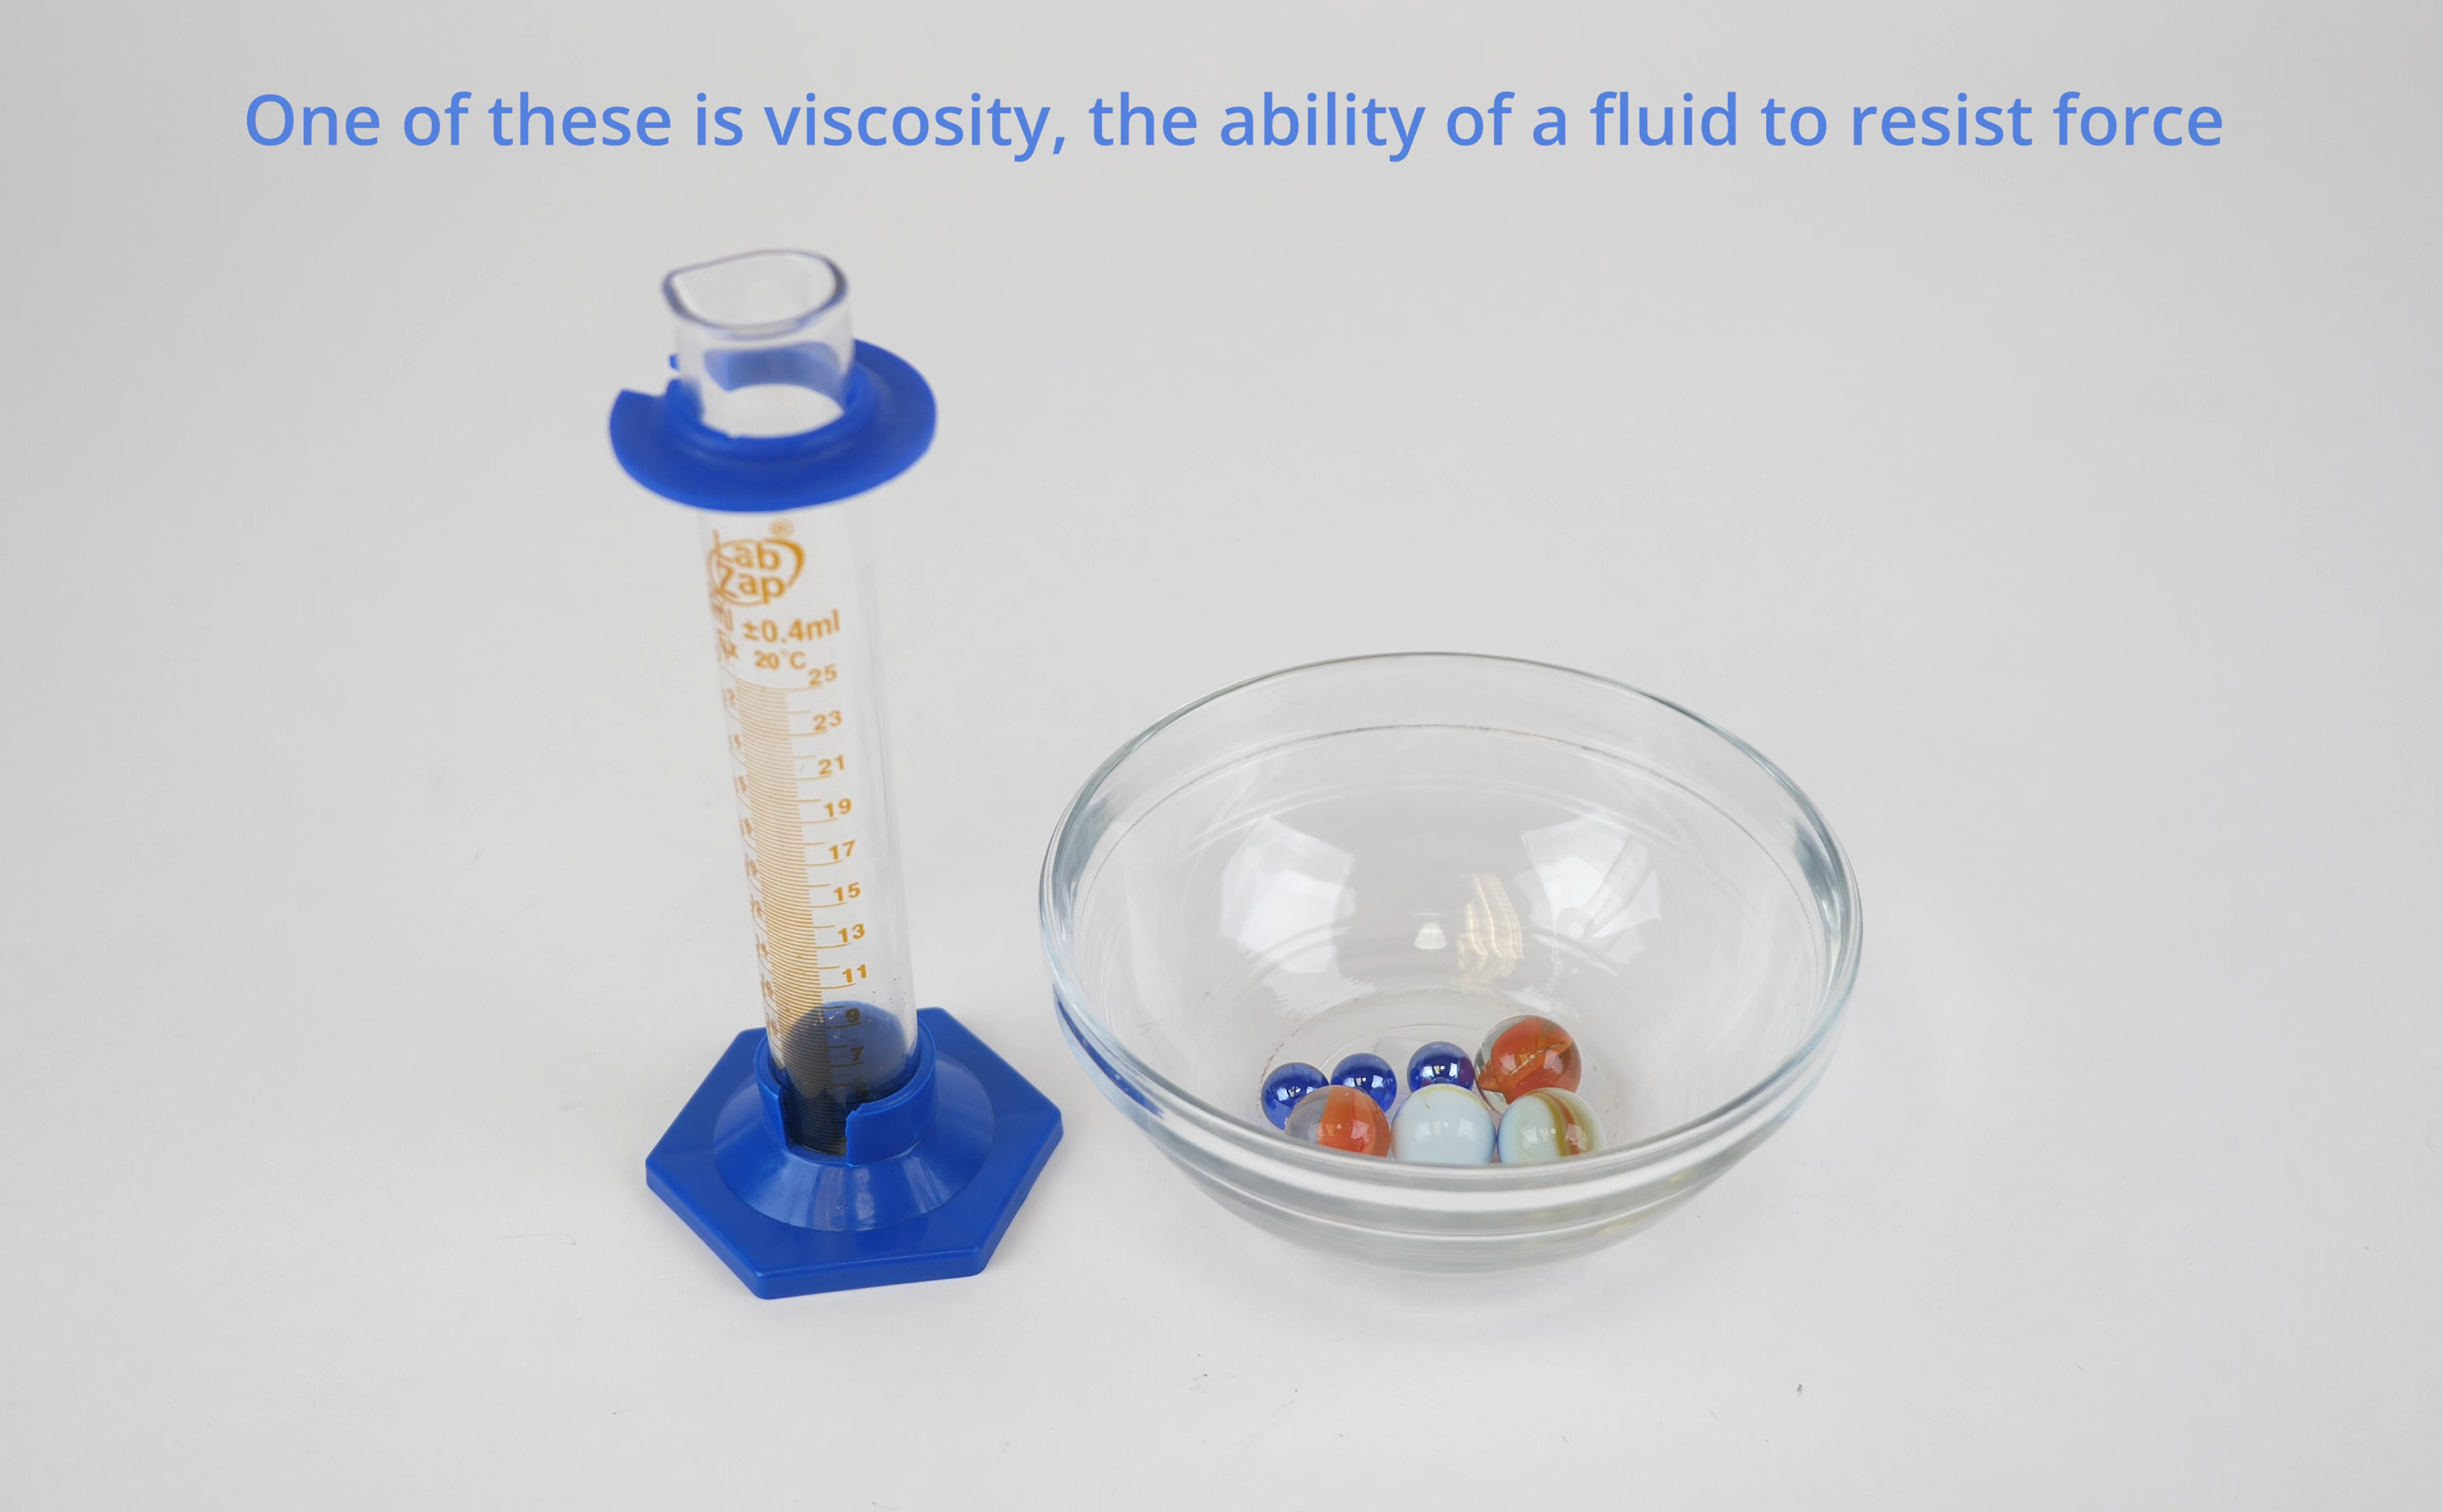 One of these is viscosity, the ability of a fluid to resist force
®
Lab
Zap
±0.4ml
20°C
25
23
21
19
17
15
13
11
9
7